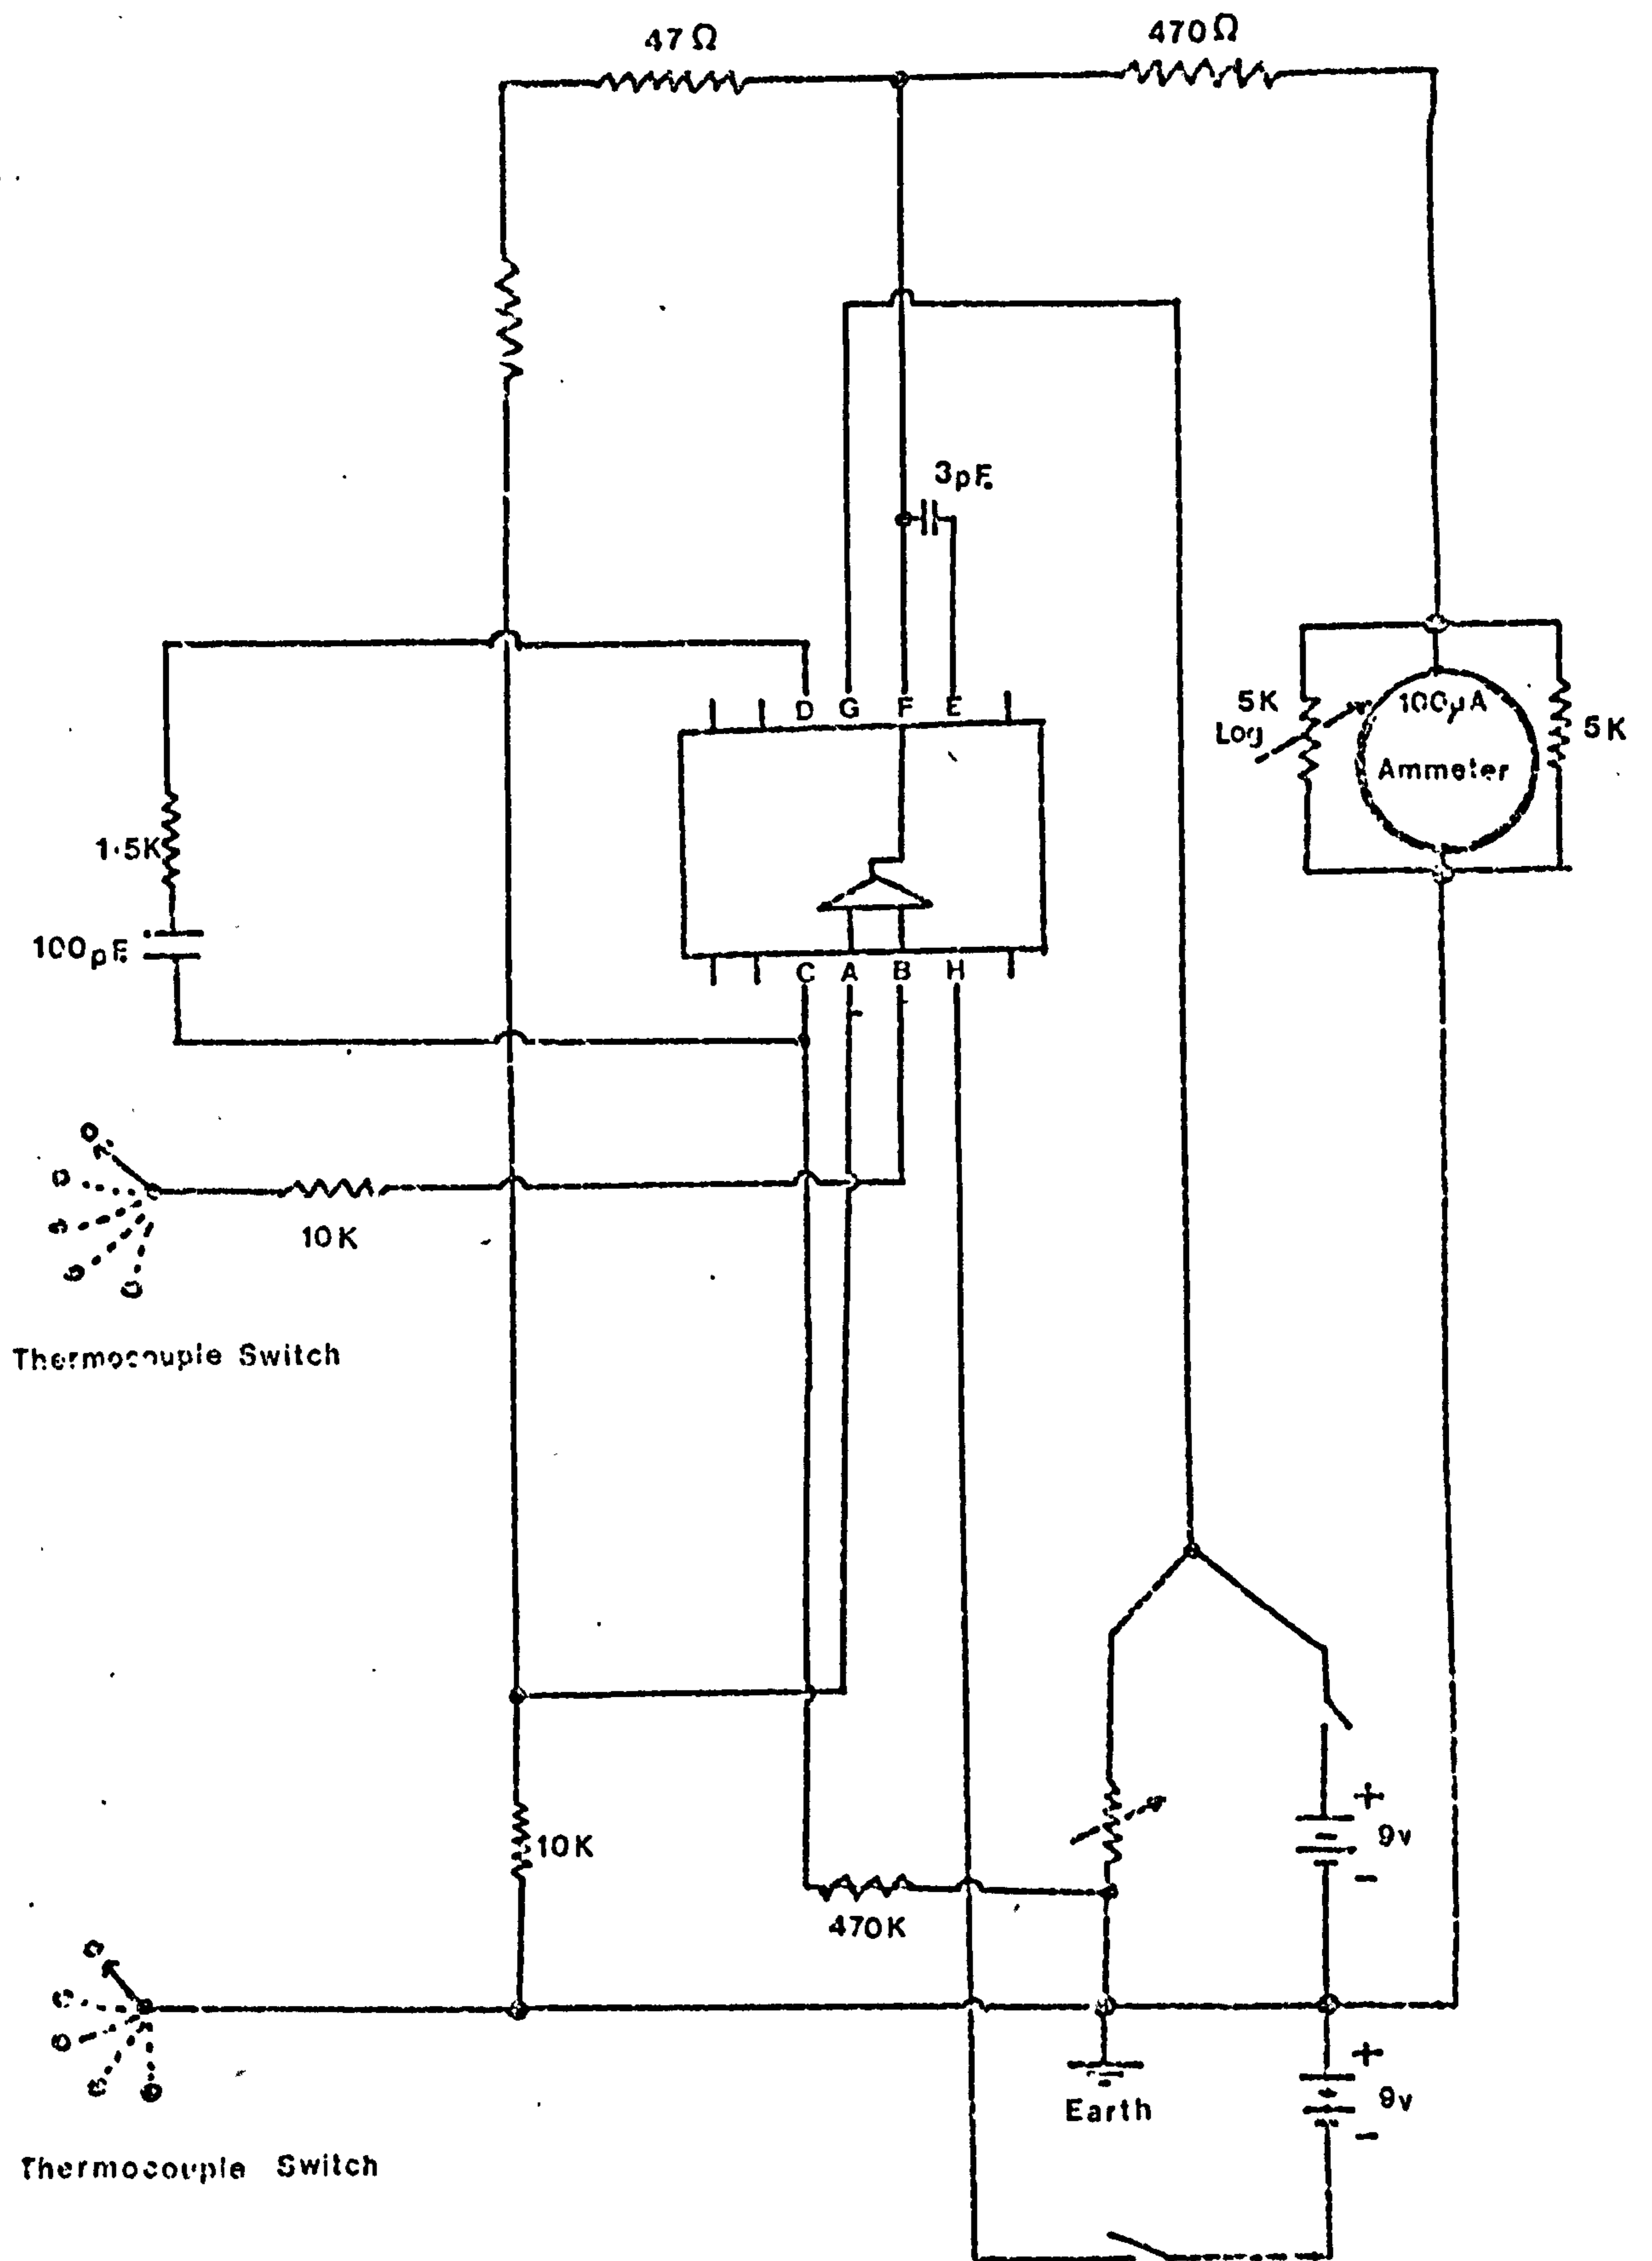 47Ω
470Ω
3pF.
D G F E
5K
Log
100µA
Ammeter
5K
1.5K
100pF.
C A B H
10K
Thermocouple Switch
+
9v
-
10K
470K
+
9v
-
Earth
Thermocouple Switch